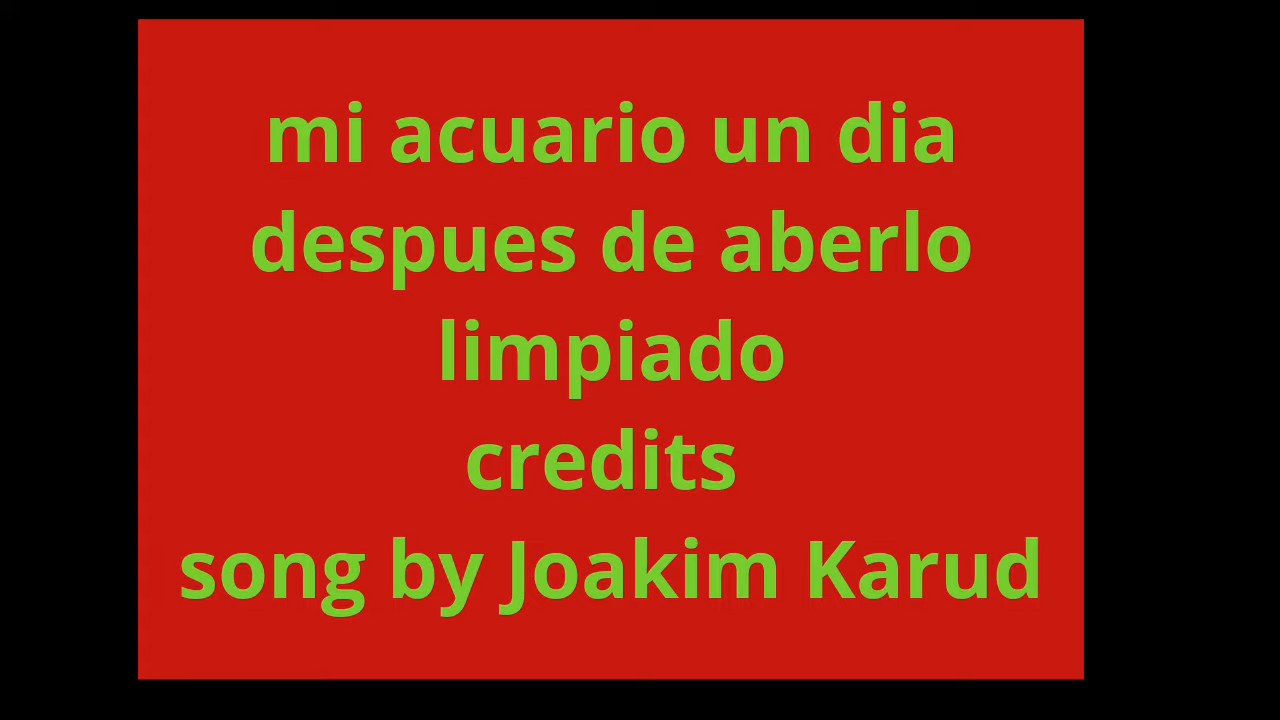 mi acuario un dia
despues de aberlo
limpiado
credits
song by Joakim Karud